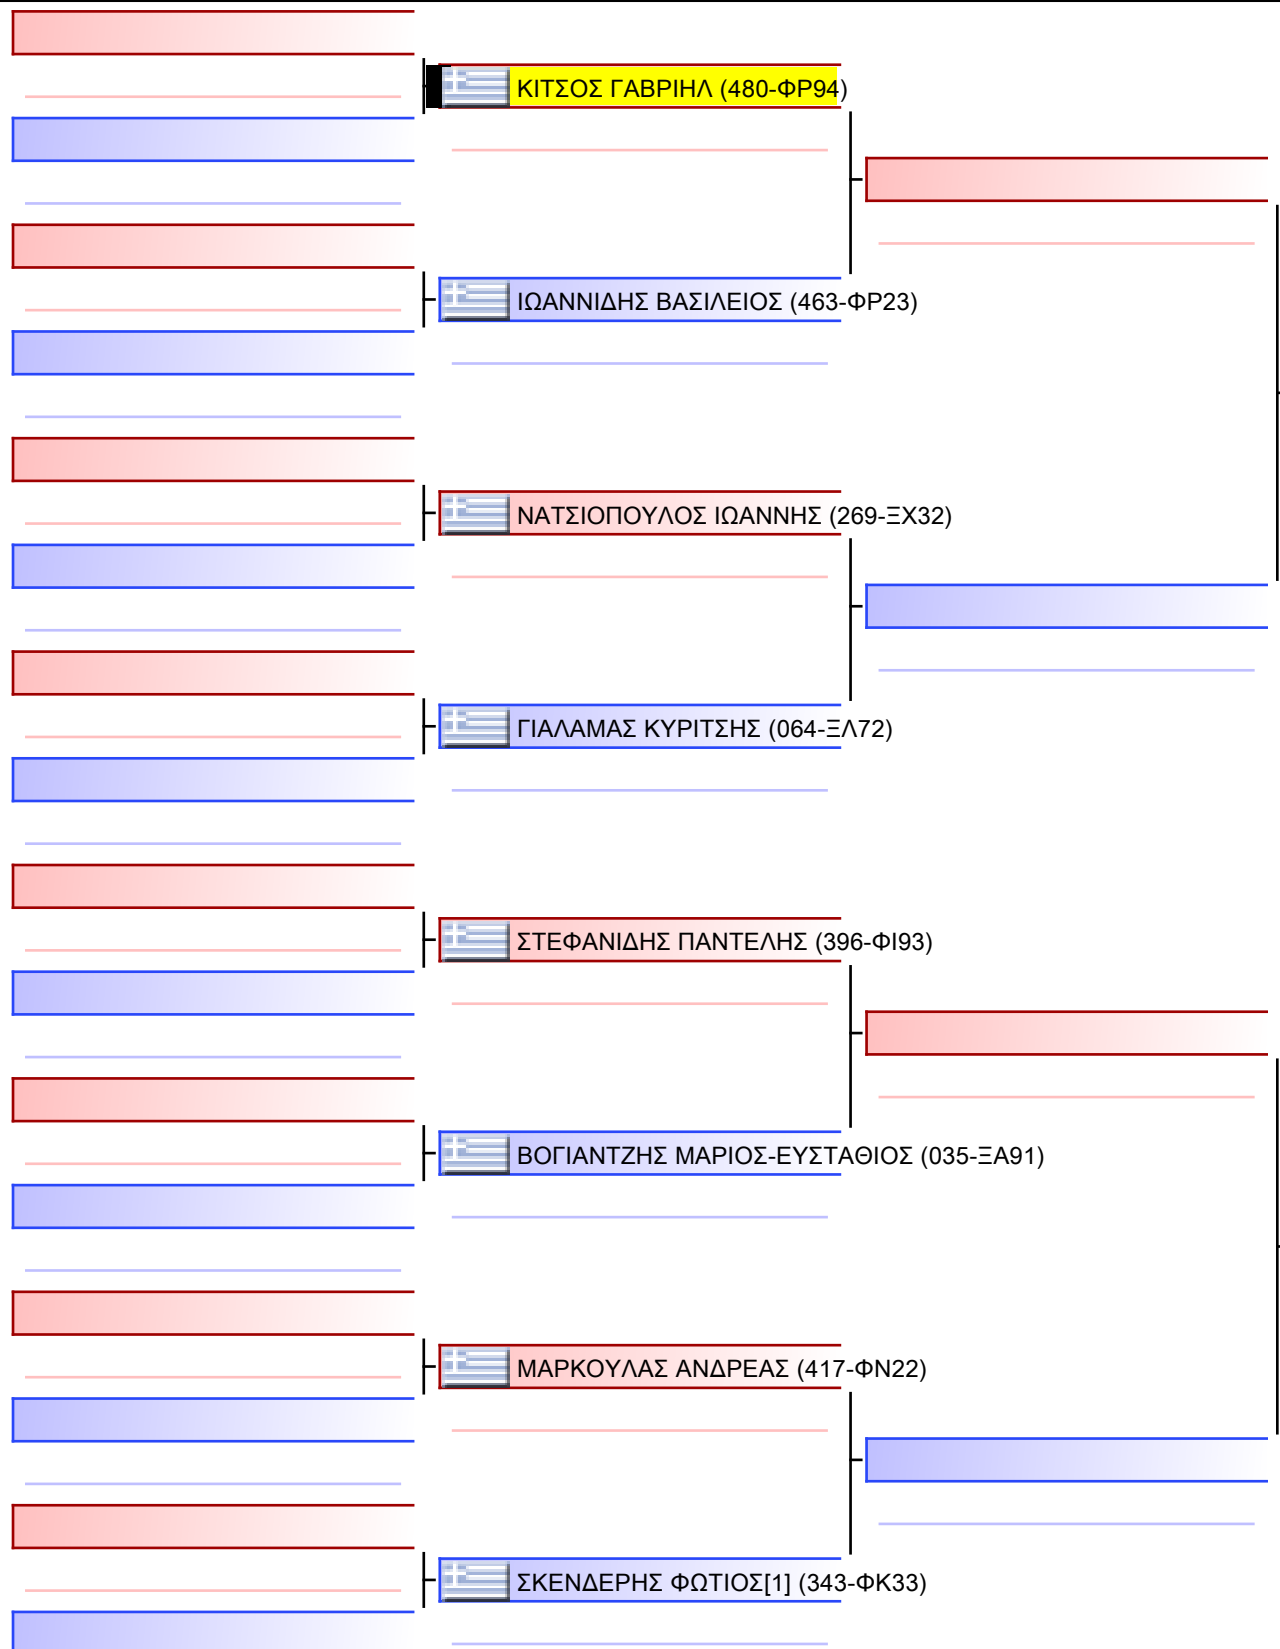 ΚΙΤΣΟΣ ΓΑΒΡΙΗΛ (480-ΦΡ94)
ΙΩΑΝΝΙΔΗΣ ΒΑΣΙΛΕΙΟΣ (463-ΦΡ23)
ΝΑΤΣΙΟΠΟΥΛΟΣ ΙΩΑΝΝΗΣ (269-ΞΧ32)
ΓΙΑΛΑΜΑΣ ΚΥΡΙΤΣΗΣ (064-ΞΛ72)
ΣΤΕΦΑΝΙΔΗΣ ΠΑΝΤΕΛΗΣ (396-ΦΙ93)
ΒΟΓΙΑΝΤΖΗΣ ΜΑΡΙΟΣ-ΕΥΣΤΑΘΙΟΣ (035-ΞΑ91)
ΜΑΡΚΟΥΛΑΣ ΑΝΔΡΕΑΣ (417-ΦΝ22)
ΣΚΕΝΔΕΡΗΣ ΦΩΤΙΟΣ[1] (343-ΦΚ33)